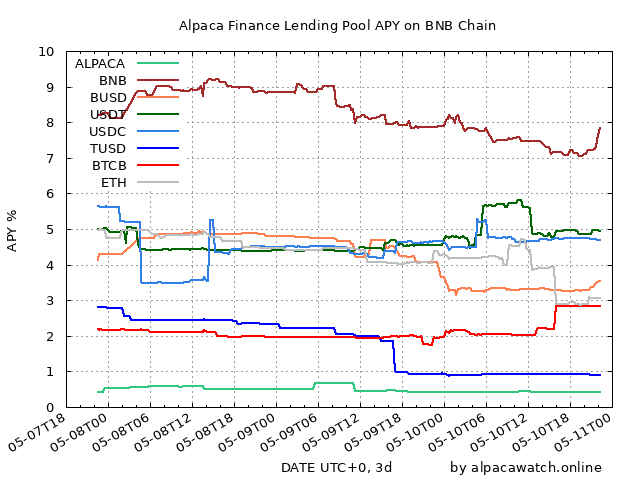 Alpaca Finance Lending Pool APY on BNB Chain
10
9
8
7
6
5
4
3
2
1
0
APY %
ALPACA
BNB
BUSD
USDT
USDC
TUSD
BTCB
ETH
05-07T18
05-08T00
05-08T06
05-08T12
05-08T18
05-09T00
05-09T06
05-09T12
05-09T18
05-10T00
05-10T06
05-10T12
05-10T18
05-11T00
DATE UTC+0, 3d
by alpacawatch.online